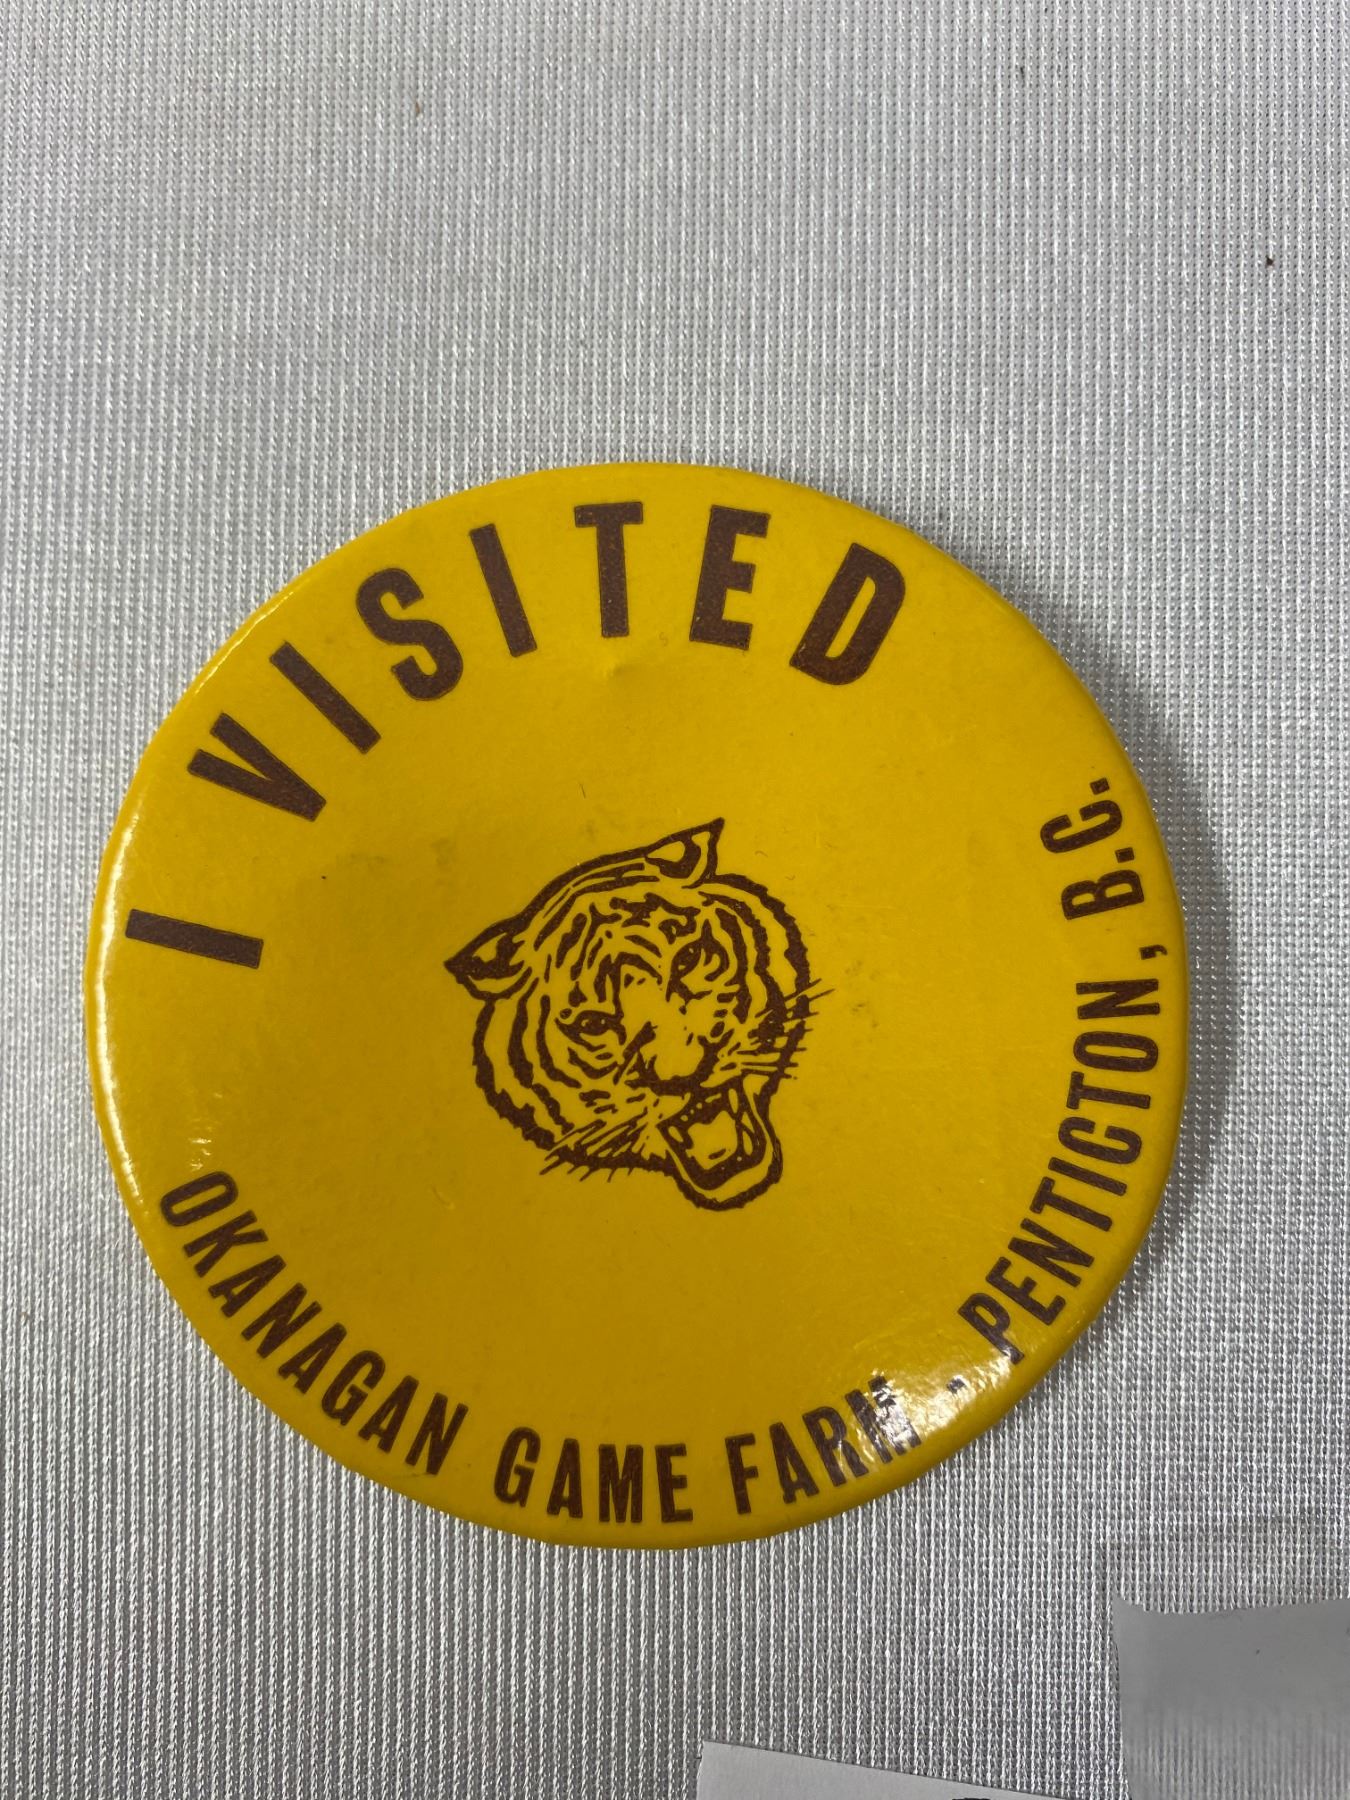 I VISITED
OKANAGAN GAME FARM - PENTICTON, B.C.